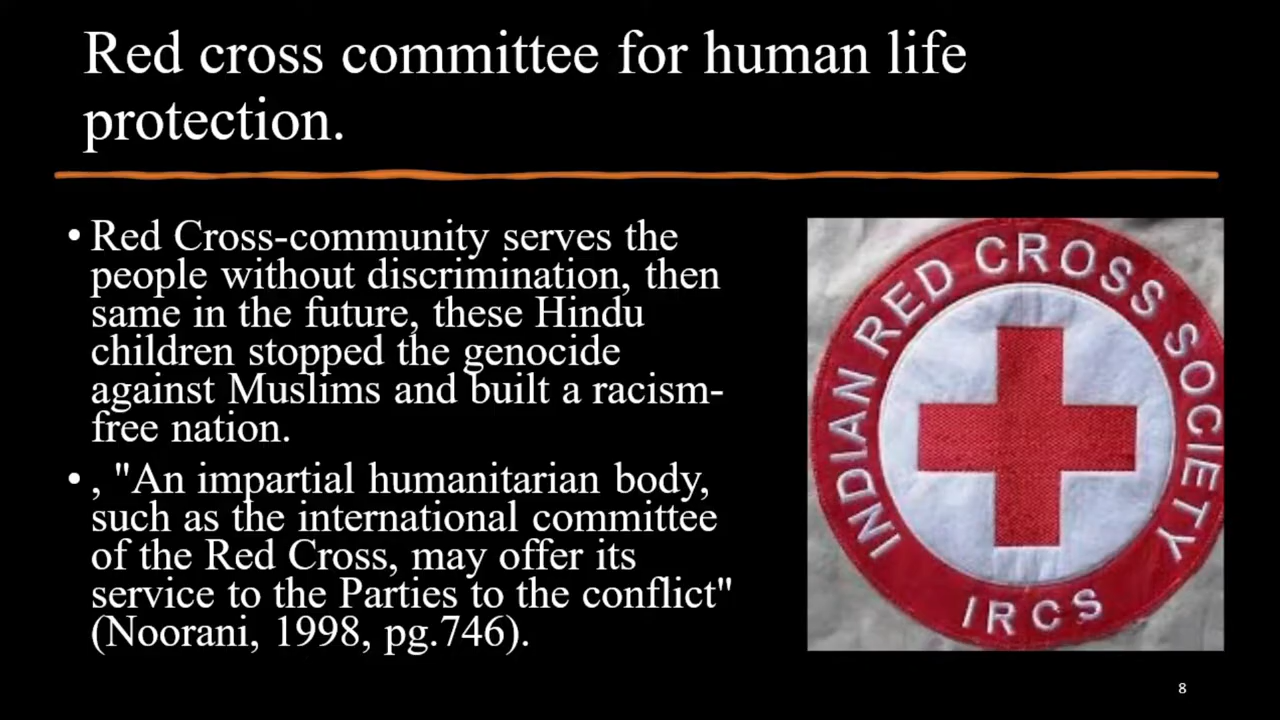 Red cross committee for human life
protection.
• Red Cross-community serves the
people without discrimination, then
same in the future, these Hindu
children stopped the genocide
against Muslims and built a racism-
free nation.
• , "An impartial humanitarian body,
such as the international committee
of the Red Cross, may offer its
service to the Parties to the conflict"
(Noorani, 1998, pg.746).
INDIAN RED CROSS SOCIETY
IRCS
8